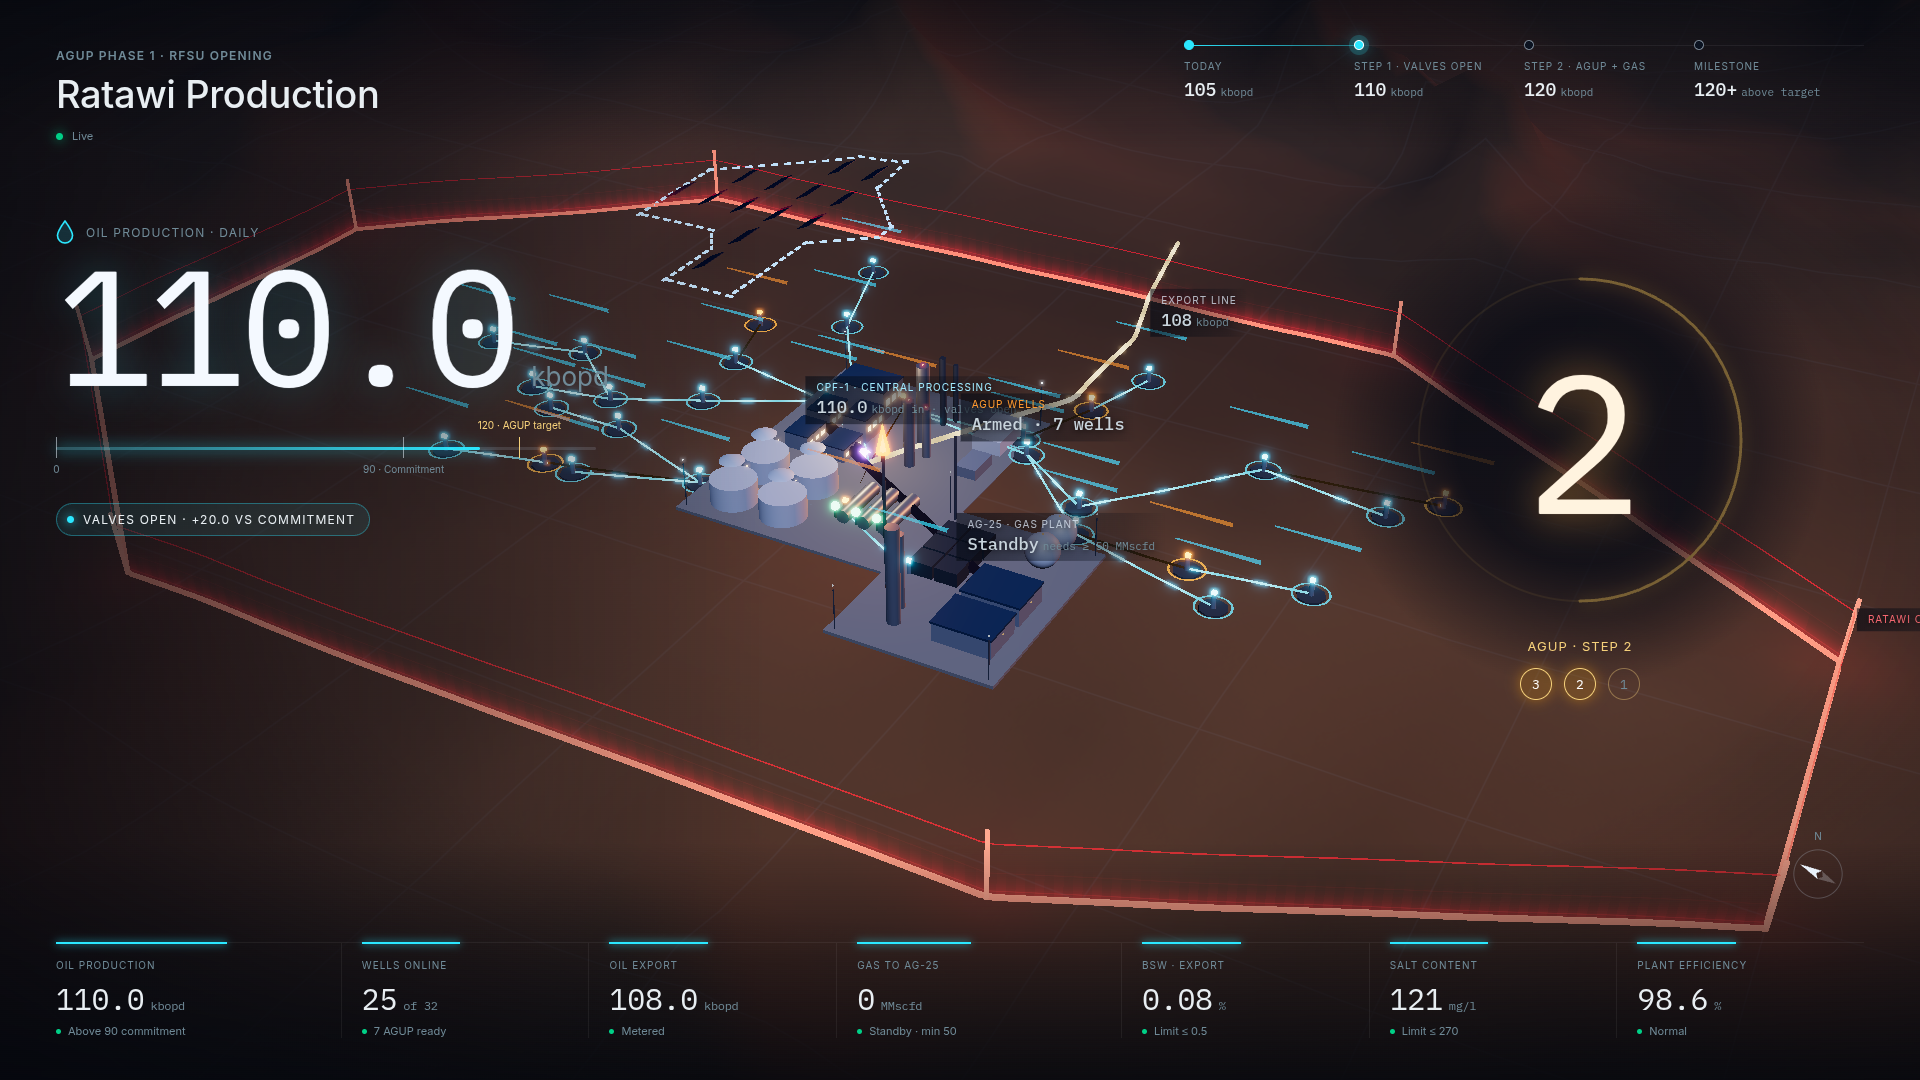 AGUP PHASE 1 · RFSU OPENING
Ratawi Production
Live
TODAY
105 kbopd
STEP 1 · VALVES OPEN
110 kbopd
STEP 2 · AGUP + GAS
120 kbopd
MILESTONE
120+ above target
OIL PRODUCTION · DAILY
110.0 kbopd
120 · AGUP target
0
90 · Commitment
VALVES OPEN · +20.0 VS COMMITMENT
EXPORT LINE
108 kbopd
CPF-1 · CENTRAL PROCESSING
110.0 kbopd in ·
AGUP WELLS
Armed · 7 wells
AG-25 · GAS PLANT
Standby needs ≥ 50 MMscfd
2
AGUP · STEP 2
3
2
1
RATAWI
N
OIL PRODUCTION
110.0 kbopd
Above 90 commitment
WELLS ONLINE
25 of 32
7 AGUP ready
OIL EXPORT
108.0 kbopd
Metered
GAS TO AG-25
0 MMscfd
Standby · min 50
BSW · EXPORT
0.08 %
Limit ≤ 0.5
SALT CONTENT
121 mg/l
Limit ≤ 270
PLANT EFFICIENCY
98.6 %
Normal